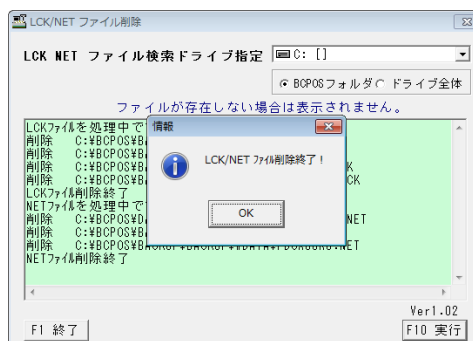 LCK/NET ファイル削除
LCK NET ファイル検索ドライブ指定
C: []
BCPOSフォルダ ドライブ全体
ファイルが存在しない場合は表示されません。
LCKファイルを処理中で
削除 C:¥BCPOS¥B
削除 C:¥BCPOS¥B
削除 C:¥BCPOS¥B K
削除 C:¥BCPOS¥B CK
LCKファイル削除終了
NETファイルを処理中で
削除 C:¥BCPOS¥D .NET
削除 C:¥BCPOS¥B
削除 C:¥BCPOS¥
NETファイル削除終了
情報
LCK/NET ファイル削除終了!
OK
Ver1.02
F1 終了
F10 実行